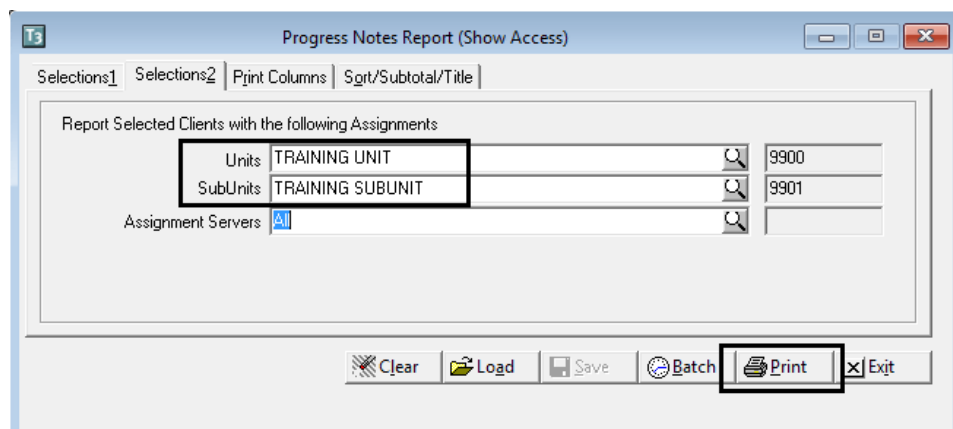 T3 Progress Notes Report (Show Access)
Selections1 Selections2 Print Columns Sort/Subtotal/Title
Report Selected Clients with the following Assignments
Units TRAINING UNIT 9900
SubUnits TRAINING SUBUNIT 9901
Assignment Servers All
Clear Load Save Batch Print Exit